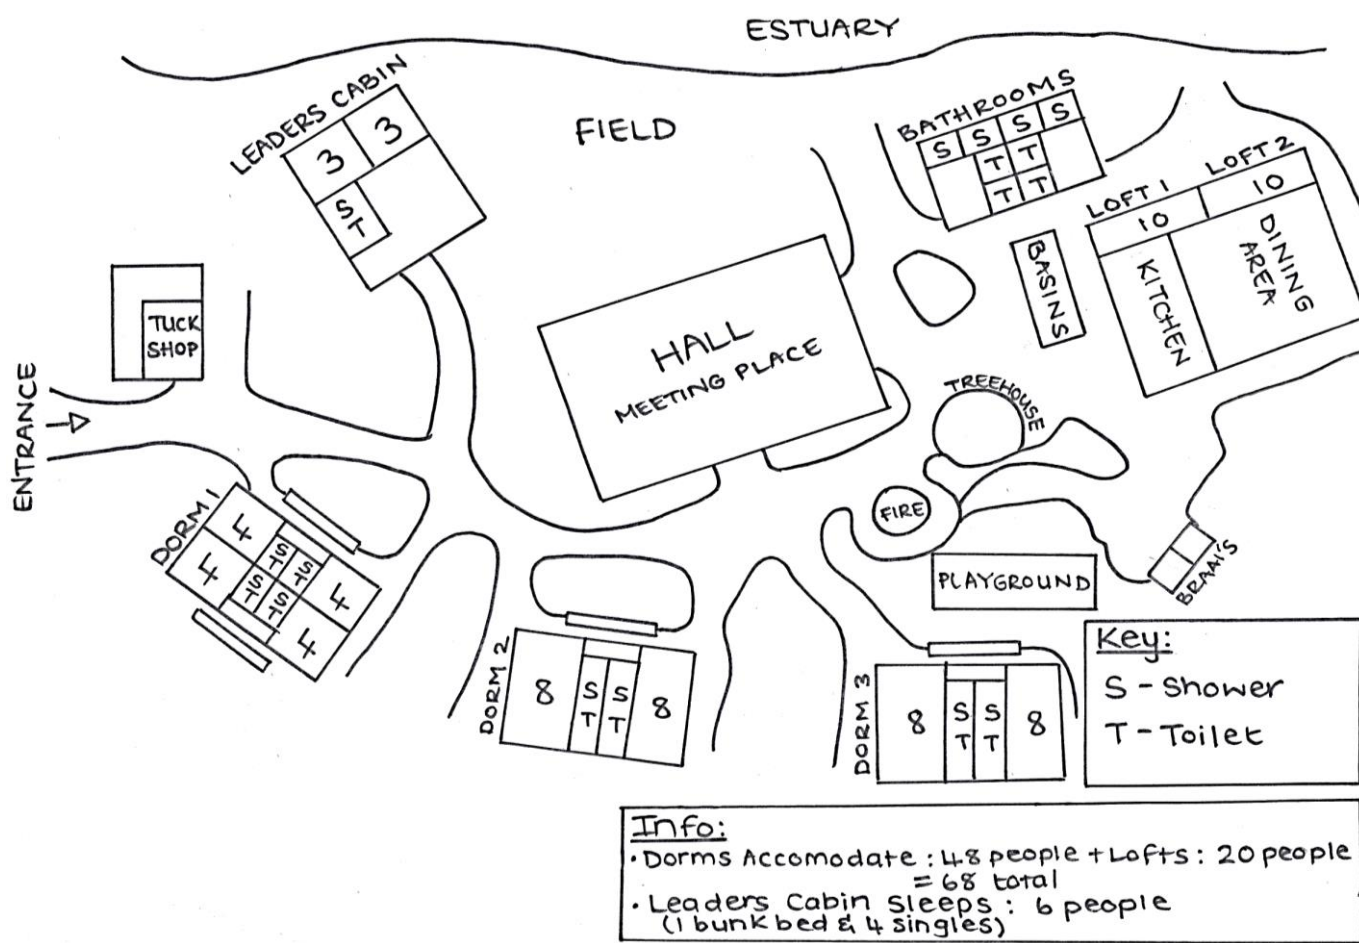 ESTUARY
LEADERS CABIN
3
3
S
T
FIELD
BATHROOMS
S
S
S
S
T
T
T
T
LOFT 1
LOFT 2
10
10
KITCHEN
DINING
AREA
BASINS
TUCK
SHOP
HALL
MEETING PLACE
ENTRANCE
TREEHOUSE
FIRE
PLAYGROUND
BRAAI'S
DORM 1
4
4
S
T
S
T
S
T
S
T
4
4
DORM 2
8
S
T
S
T
8
DORM 3
8
S
T
S
T
8
Key:
S - Shower
T - Toilet
Info:
• Dorms Accomodate : 48 people + Lofts : 20 people
= 68 total
• Leaders Cabin Sleeps : 6 people
(1 bunk bed & 4 singles)